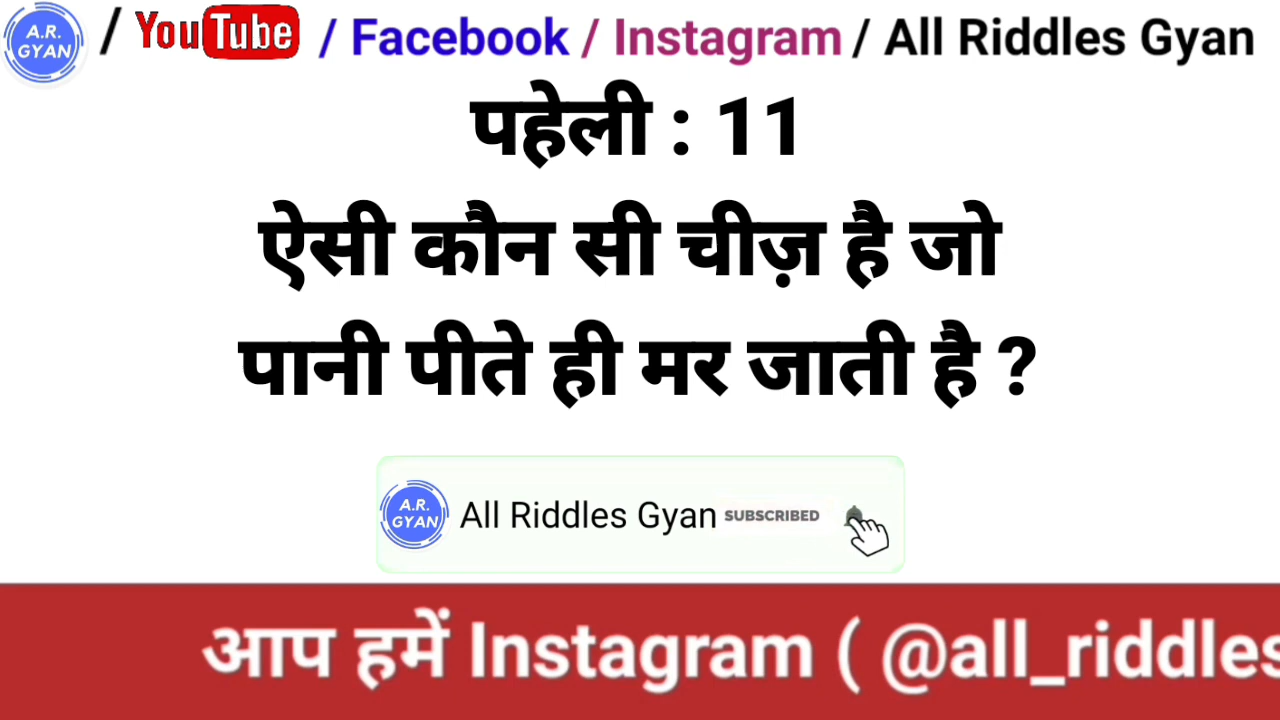 A.R. GYAN / YouTube / Facebook / Instagram / All Riddles Gyan
पहेली : 11
ऐसी कौन सी चीज़ है जो
पानी पीते ही मर जाती है ?
A.R. GYAN All Riddles Gyan SUBSCRIBED
आप हमें Instagram ( @all_riddles